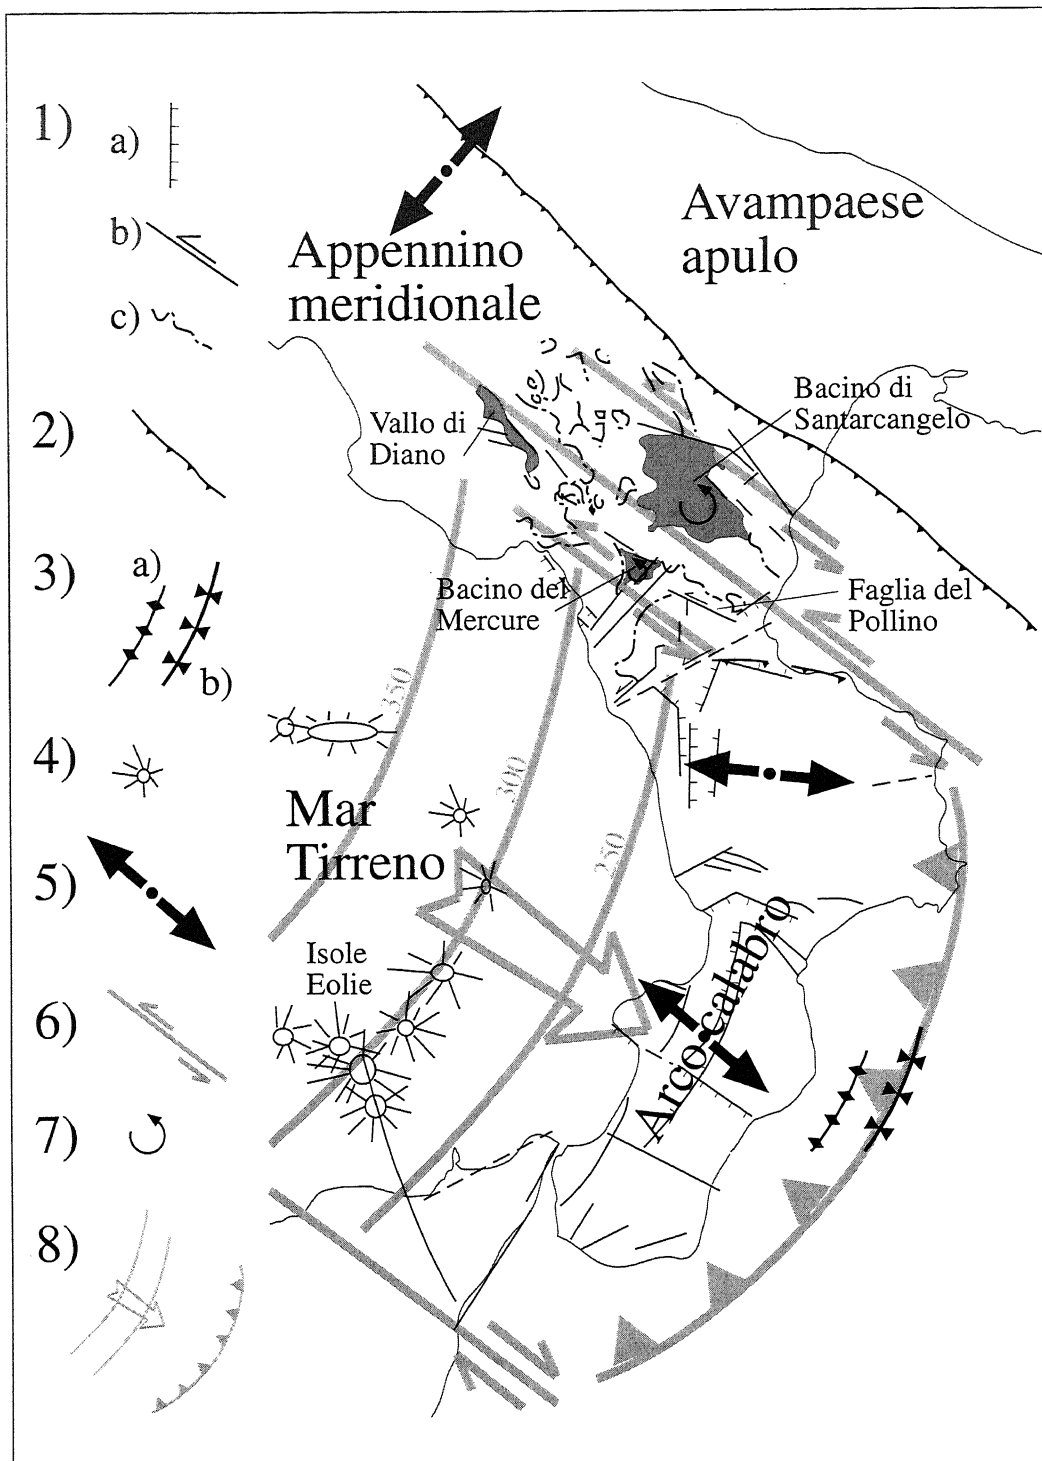 1)
a)
b)
c)
2)
3)
a)
b)
4)
5)
6)
7)
8)
Avampaese
apulo
Appennino
meridionale
Bacino di
Santarcangelo
Vallo di
Diano
Bacino del
Mercure
Faglia del
Pollino
350
300
250
Mar
Tirreno
Isole
Eolie
Arco calabro